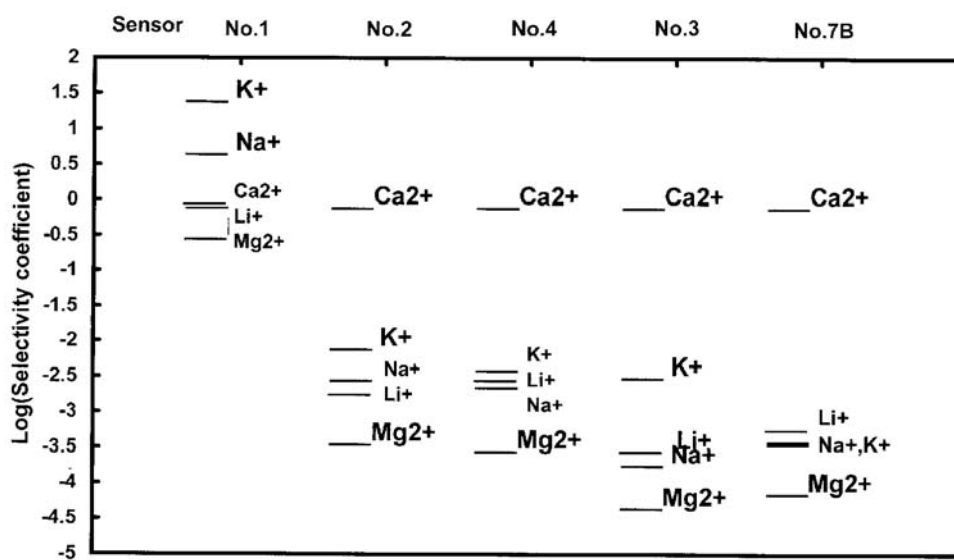 Sensor No.1 No.2 No.4 No.3 No.7B
2
1.5
1
0.5
0
-0.5
-1
-1.5
-2
-2.5
-3
-3.5
-4
-4.5
-5
Log(Selectivity coefficient)
K+
Na+
Ca2+
Li+
Mg2+
Ca2+
K+
Na+
Li+
Mg2+
Ca2+
K+
Li+
Na+
Mg2+
Ca2+
K+
Li+
Na+
Mg2+
Ca2+
Li+
Na+,K+
Mg2+